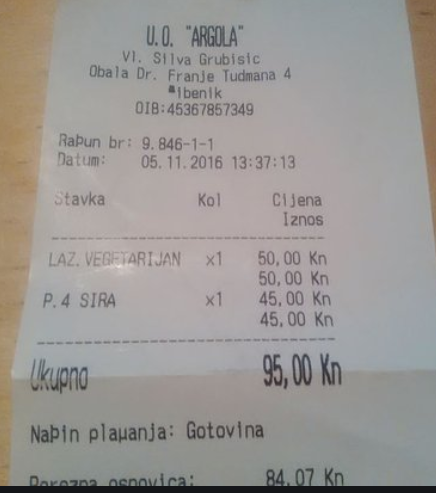 U.O. "ARGOLA"
Vl. Silva Grubisic
Obala Dr. Franje Tuđmana 4
ibenik
OIB:45367857349
RaÞun br: 9.846-1-1
Datum: 05.11.2016 13:37:13
Stavka Kol Cijena
Iznos
LAZ.VEGETARIJAN x1 50,00 Kn
50,00 Kn
P.4 SIRA x1 45,00 Kn
45,00 Kn
Ukupno 95,00 Kn
NaÞin plaµanja: Gotovina
Porezna osnovica: 84,07 Kn